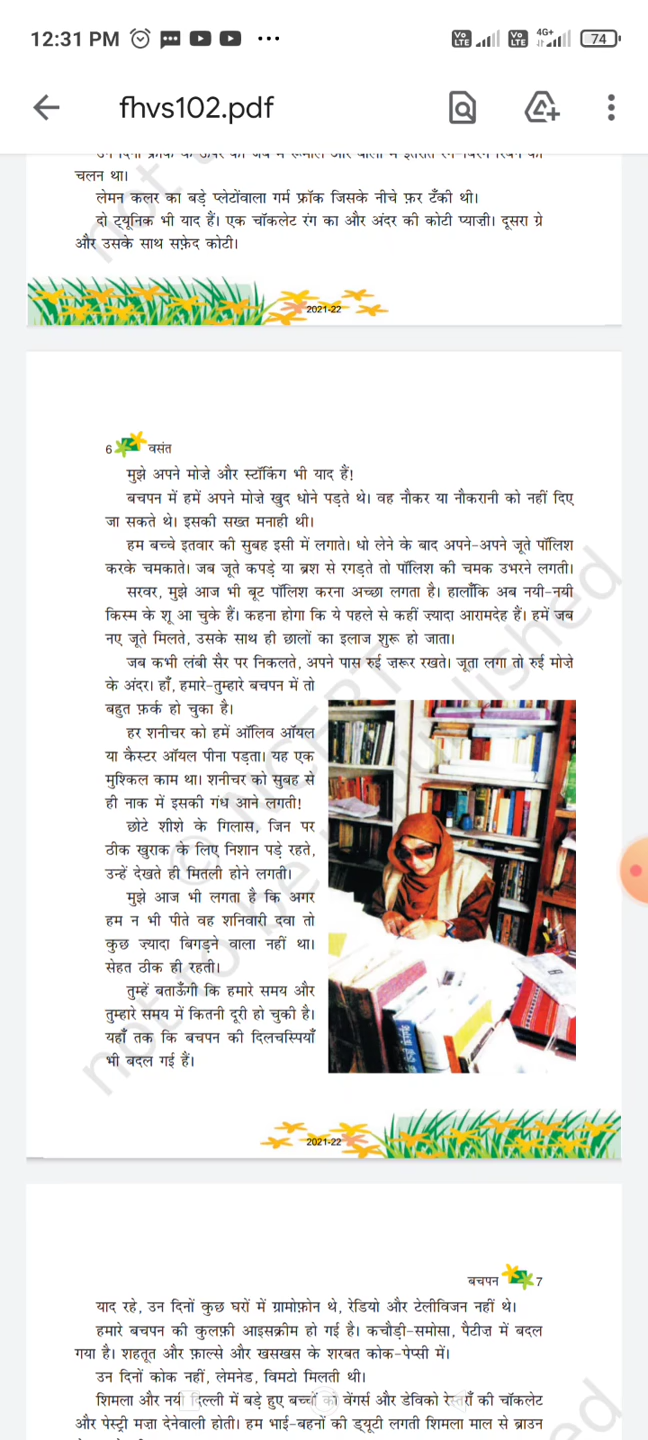 12:31 PM
4G+
74
fhvs102.pdf
चलन था।
लेमन कलर का बड़े प्लेटोंवाला गर्म फ्रॉक जिसके नीचे फ़र टँकी थी।
दो ट्यूनिक भी याद हैं। एक चॉकलेट रंग का और अंदर की कोटी प्याज़ी। दूसरा ग्रे
और उसके साथ सफ़ेद कोटी।
2021-22
6 वसंत
मुझे अपने मोज़े और स्टॉकिंग भी याद हैं!
बचपन में हमें अपने मोज़े खुद धोने पड़ते थे। वह नौकर या नौकरानी को नहीं दिए
जा सकते थे। इसकी सख्त मनाही थी।
हम बच्चे इतवार की सुबह इसी में लगाते। धो लेने के बाद अपने-अपने जूते पॉलिश
करके चमकाते। जब जूते कपड़े या ब्रश से रगड़ते तो पॉलिश की चमक उभरने लगती।
सरवर, मुझे आज भी बूट पॉलिश करना अच्छा लगता है। हालाँकि अब नयी-नयी
किस्म के शू आ चुके हैं। कहना होगा कि ये पहले से कहीं ज़्यादा आरामदेह हैं। हमें जब
नए जूते मिलते, उसके साथ ही छालों का इलाज शुरू हो जाता।
जब कभी लंबी सैर पर निकलते, अपने पास रुई ज़रूर रखते। जूता लगा तो रुई मोज़े
के अंदर। हाँ, हमारे-तुम्हारे बचपन में तो
बहुत फ़र्क हो चुका है।
हर शनीचर को हमें ऑलिव ऑयल
या कैस्टर ऑयल पीना पड़ता। यह एक
मुश्किल काम था। शनीचर को सुबह से
ही नाक में इसकी गंध आने लगती!
छोटे शीशे के गिलास, जिन पर
ठीक खुराक के लिए निशान पड़े रहते,
उन्हें देखते ही मितली होने लगती।
मुझे आज भी लगता है कि अगर
हम न भी पीते वह शनिवारी दवा तो
कुछ ज़्यादा बिगड़ने वाला नहीं था।
सेहत ठीक ही रहती।
तुम्हें बताऊँगी कि हमारे समय और
तुम्हारे समय में कितनी दूरी हो चुकी है।
यहाँ तक कि बचपन की दिलचस्पियाँ
भी बदल गई हैं।
© NCERT
not to be republished
2021-22
बचपन 7
याद रहे, उन दिनों कुछ घरों में ग्रामोफ़ोन थे, रेडियो और टेलीविजन नहीं थे।
हमारे बचपन की कुलफ़ी आइसक्रीम हो गई है। कचौड़ी-समोसा, पैटीज़ में बदल
गया है। शहतूत और फ़ाल्से और खसखस के शरबत कोक-पेप्सी में।
उन दिनों कोक नहीं, लेमनेड, विमटो मिलती थी।
शिमला और नयी दिल्ली में बड़े हुए बच्चों को वेंगर्स और डेविको रेस्तराँ की चॉकलेट
और पेस्ट्री मज़ा देनेवाली होती। हम भाई-बहनों की ड्यूटी लगती शिमला माल से ब्राउन